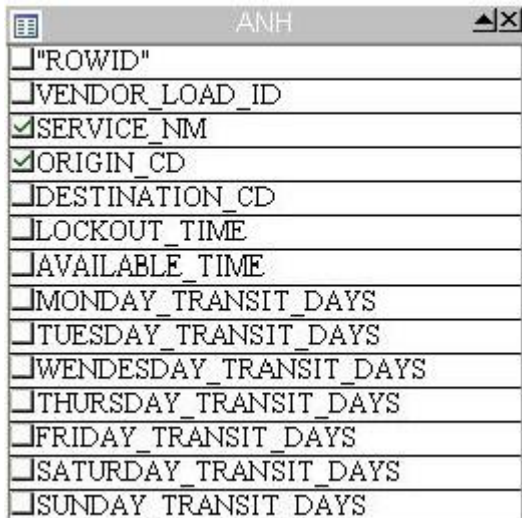 ANH
"ROWID"
VENDOR_LOAD_ID
SERVICE_NM
ORIGIN_CD
DESTINATION_CD
LOCKOUT_TIME
AVAILABLE_TIME
MONDAY_TRANSIT_DAYS
TUESDAY_TRANSIT_DAYS
WENDESDAY_TRANSIT_DAYS
THURSDAY_TRANSIT_DAYS
FRIDAY_TRANSIT_DAYS
SATURDAY_TRANSIT_DAYS
SUNDAY_TRANSIT_DAYS